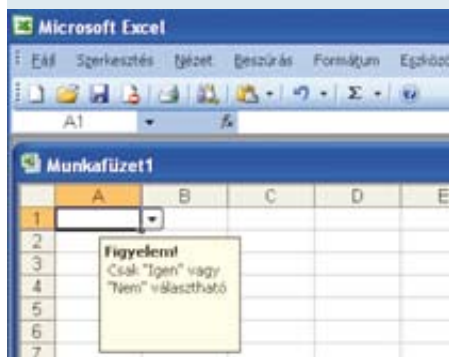 Microsoft Excel
Fájl Szerkesztés Nézet Beszúrás Formátum
A1 fx
Munkafüzet1
A B C D E
1
2
3
4
5
6
7
Figyelem!
Csak "Igen" vagy
"Nem" választható